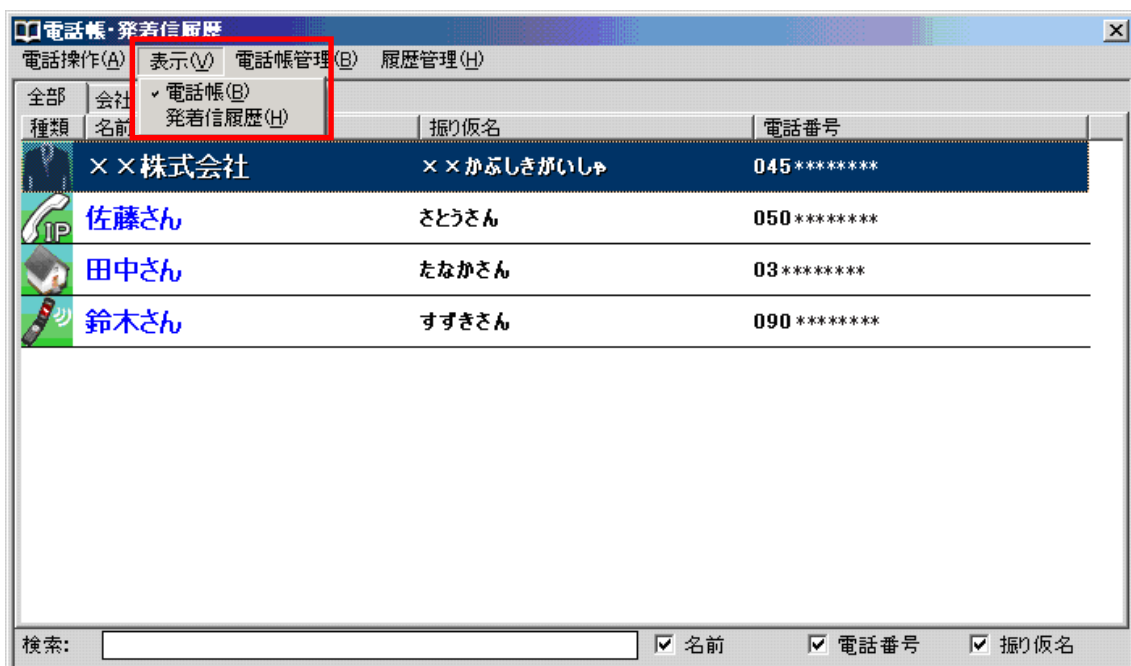 電話帳・発着信履歴
電話操作(A) 表示(V) 電話帳管理(B) 履歴管理(H)
全部 会社 ✓ 電話帳(B)
発着信履歴(H)
種類 名前 振り仮名 電話番号
××株式会社 ××かぶしきがいしゃ 045********
IP 佐藤さん さとうさん 050********
田中さん たなかさん 03********
鈴木さん すずきさん 090********
検索: 名前 電話番号 振り仮名